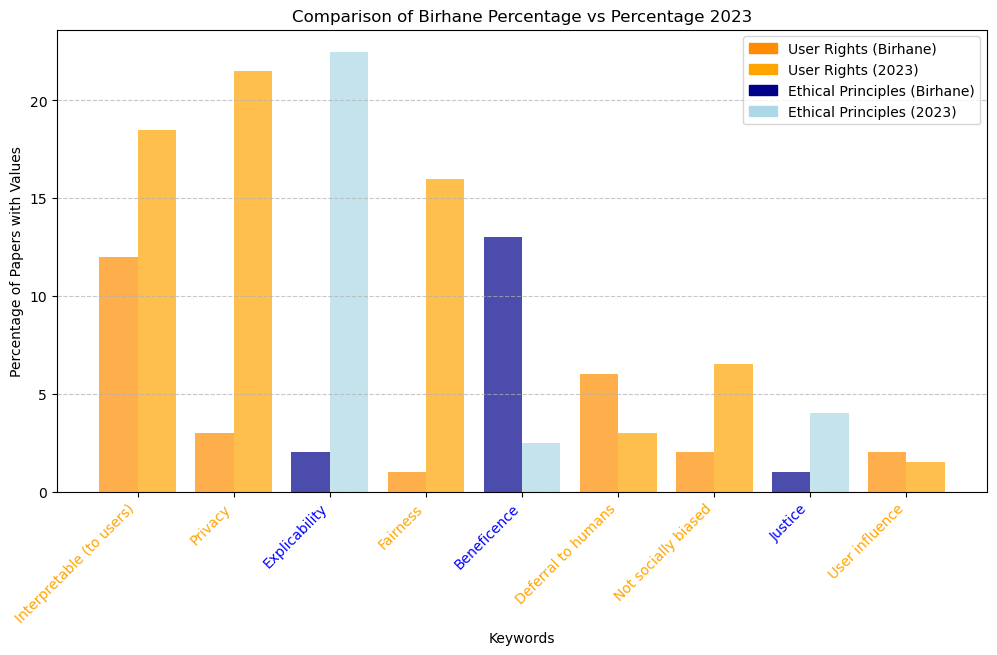 Comparison of Birhane Percentage vs Percentage 2023
User Rights (Birhane)
User Rights (2023)
Ethical Principles (Birhane)
Ethical Principles (2023)
Percentage of Papers with Values
20
15
10
5
0
Interpretable (to users)
Privacy
Explicability
Fairness
Beneficence
Deferral to humans
Not socially biased
Justice
User influence
Keywords